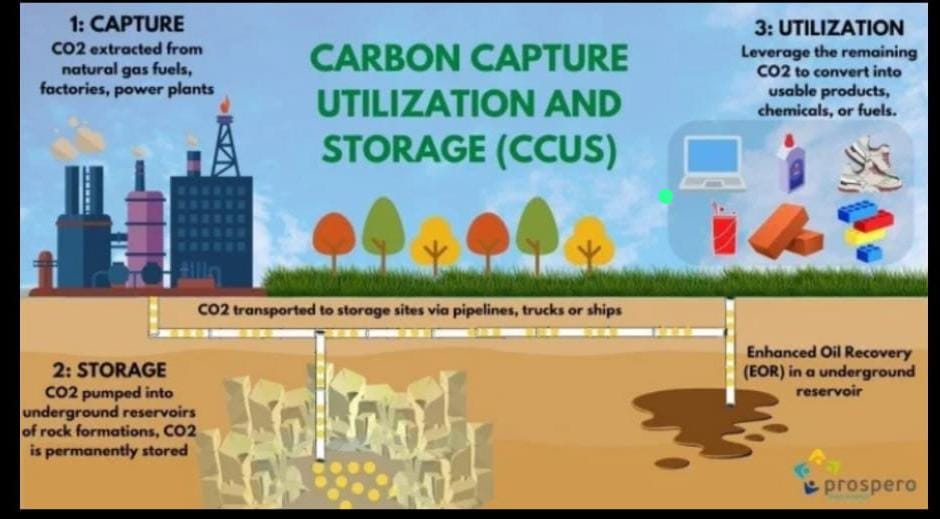 1: CAPTURE
CO2 extracted from
natural gas fuels,
factories, power plants
CARBON CAPTURE
UTILIZATION AND
STORAGE (CCUS)
3: UTILIZATION
Leverage the remaining
CO2 to convert into
usable products,
chemicals, or fuels.
CO2 transported to storage sites via pipelines, trucks or ships
2: STORAGE
CO2 pumped into
underground reservoirs
of rock formations, CO2
is permanently stored
Enhanced Oil Recovery
(EOR) in a underground
reservoir
prospero